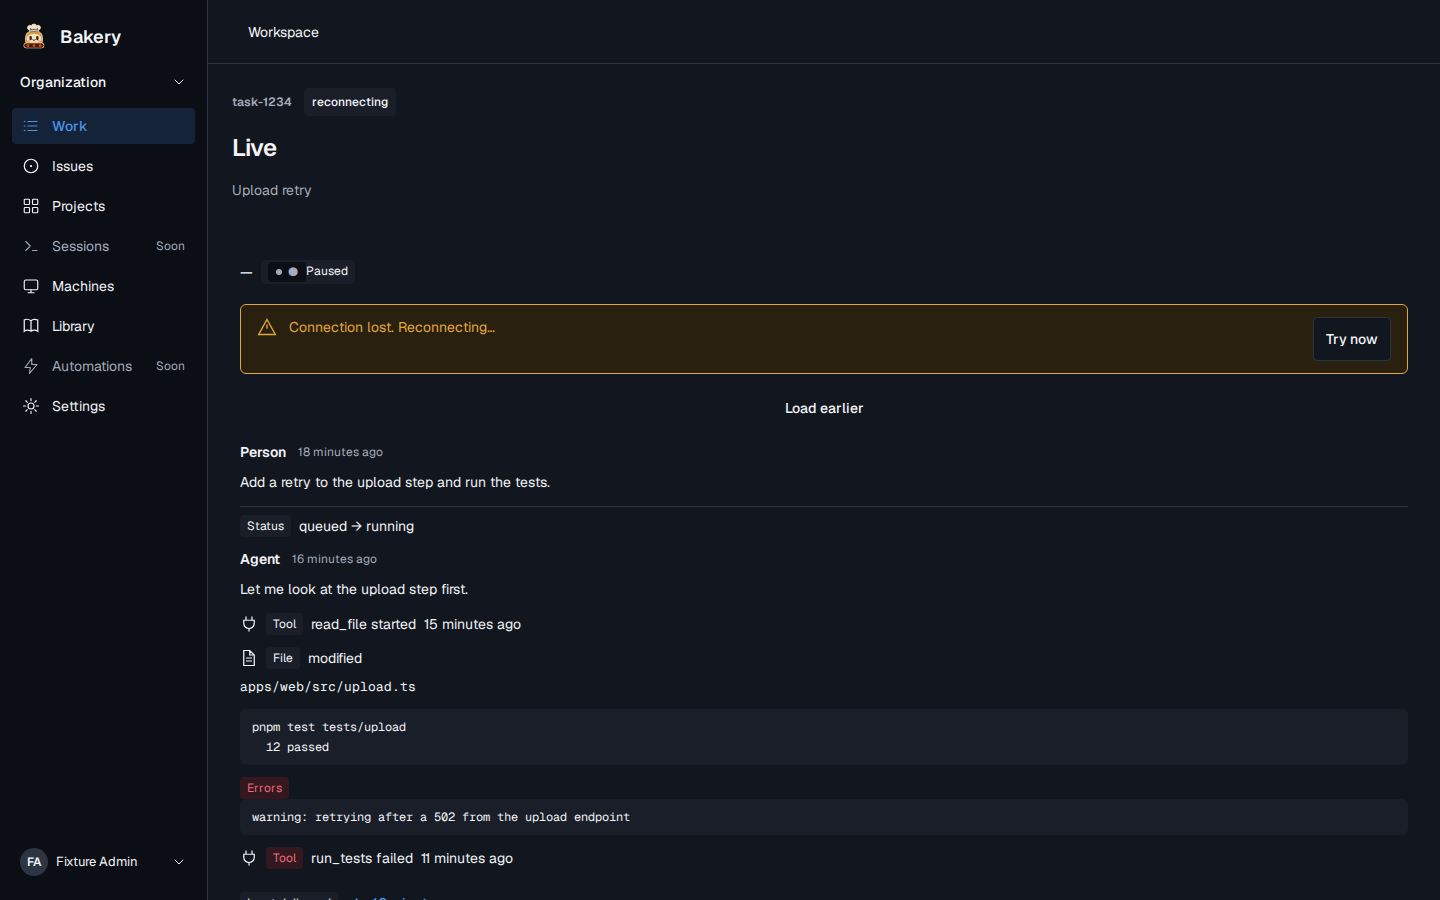 Bakery
Organization
Work
Issues
Projects
Sessions Soon
Machines
Library
Automations Soon
Settings
FA Fixture Admin
Workspace
task-1234 reconnecting
Live
Upload retry
— Paused
Connection lost. Reconnecting…
Try now
Load earlier
Person 18 minutes ago
Add a retry to the upload step and run the tests.
Status queued → running
Agent 16 minutes ago
Let me look at the upload step first.
Tool read_file started 15 minutes ago
File modified
apps/web/src/upload.ts
pnpm test tests/upload
12 passed
Errors
warning: retrying after a 502 from the upload endpoint
Tool run_tests failed 11 minutes ago